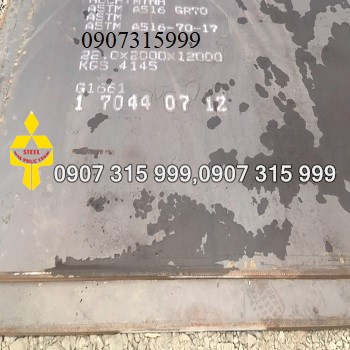 ASTM A516 GR70
0907315999
ASTM A516-70-17
22.0x2000x12000
KGS 4145
G1661
1 7044 07 12
STEEL
0907 315 999,0907 315 999